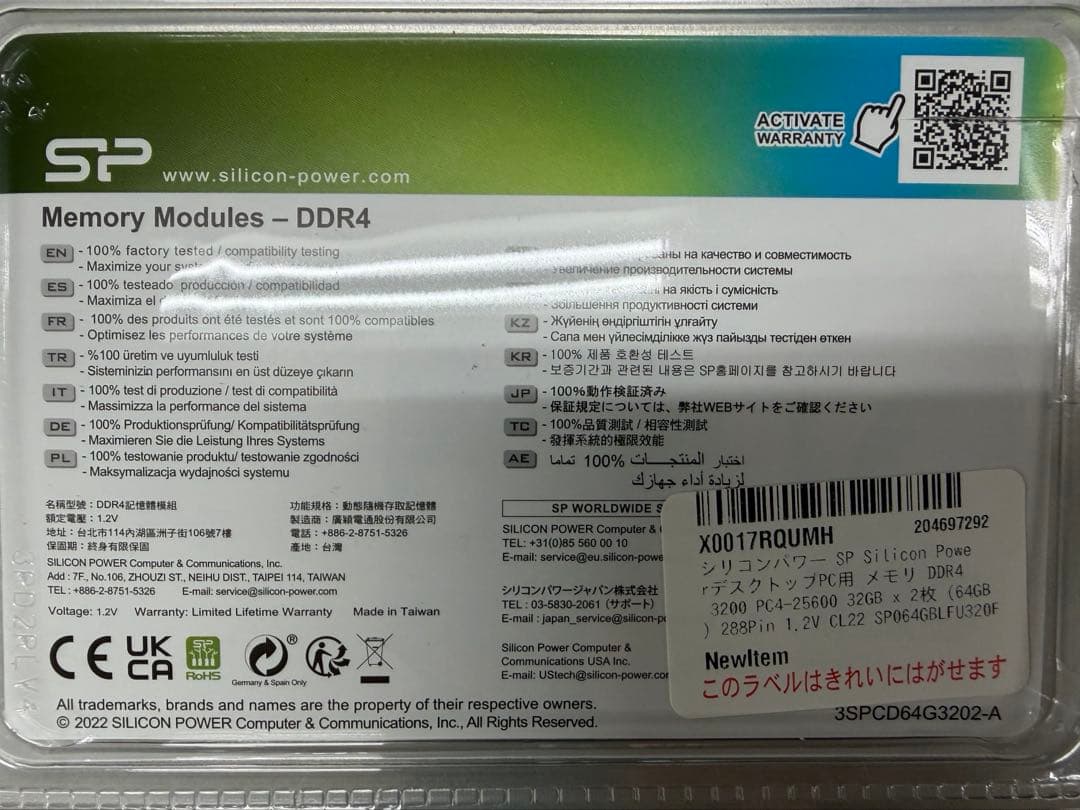 ACTIVATE
WARRANTY
SP www.silicon-power.com
Memory Modules – DDR4
EN - 100% factory tested / compatibility testing
- Maximize your
ES - 100% testeado producción / compatibilidad
- Maximiza el
FR - 100% des produits ont été testés et sont 100% compatibles
- Optimisez les performances de votre système
TR - %100 üretim ve uyumluluk testi
- Sisteminizin performansını en üst düzeye çıkarın
IT - 100% test di produzione / test di compatibilità
- Massimizza la performance del sistema
DE - 100% Produktionsprüfung/ Kompatibilitätsprüfung
- Maximieren Sie die Leistung Ihres Systems
PL - 100% testowanie produktu/ testowanie zgodności
- Maksymalizacja wydajności systemu
на качество и совместимость
- Увеличение производительности системы
на якість і сумісність
- Збільшення продуктивності системи
KZ - Жүйенің өндіргіштігін ұлғайту
- Сапа мен үйлесімділікке жүз пайызды тестіден өткен
KR - 100% 제품 호환성 테스트
- 보증기간과 관련된 내용은 SP홈페이지를 참고하시기 바랍니다
JP - 100%動作検証済み
- 保証規定については、弊社WEBサイトをご確認ください
TC - 100%品質測試 / 相容性測試
- 發揮系統的極限效能
AE اختبار المنتجـــات 100% تماما
لزيادة أداء جهازك
名稱型號：DDR4記憶體模組
額定電壓：1.2V
地址：台北市114內湖區洲子街106號7樓
保固期：終身有限保固
功能規格：動態隨機存取記憶體
製造商：廣穎電通股份有限公司
電話：+886-2-8751-5326
產地：台灣
SILICON POWER Computer & Communications, Inc.
Add : 7F., No.106, ZHOUZI ST., NEIHU DIST., TAIPEI 114, TAIWAN
TEL : +886-2-8751-5326 E-mail: service@silicon-power.com
Voltage: 1.2V Warranty: Limited Lifetime Warranty Made in Taiwan
CE UK CA SP RoHS ®
Germany & Spain Only
All trademarks, brands and names are the property of their respective owners.
© 2022 SILICON POWER Computer & Communications, Inc., All Rights Reserved.
SP WORLDWIDE S
SILICON POWER Computer &
TEL: +31(0)85 560 00 10
E-mail: service@eu.silicon-powe
シリコンパワージャパン株式会社
TEL : 03-5830-2061 (サポート)
E-mail : japan_service@silicon-po
Silicon Power Computer &
Communications USA Inc.
E-mail: UStech@silicon-power.cor
X0017RQUMH 204697292
シリコンパワー SP Silicon Powe
rデスクトップPC用 メモリ DDR4
3200 PC4-25600 32GB x 2枚 (64GB
) 288Pin 1.2V CL22 SP064GBLFU320F
NewItem
このラベルはきれいにはがせます
3SPCD64G3202-A